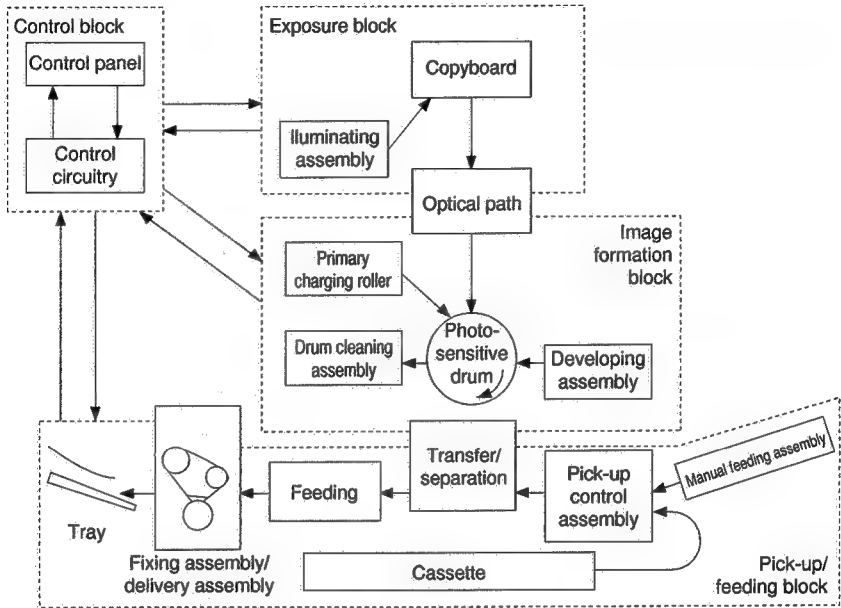 Control block
Control panel
Control
circuitry
Exposure block
Copyboard
Iluminating
assembly
Optical path
Image
formation
block
Primary
charging roller
Photo-
sensitive
drum
Drum cleaning
assembly
Developing
assembly
Transfer/
separation
Pick-up
control
assembly
Manual feeding assembly
Feeding
Tray
Fixing assembly/
delivery assembly
Cassette
Pick-up/
feeding block